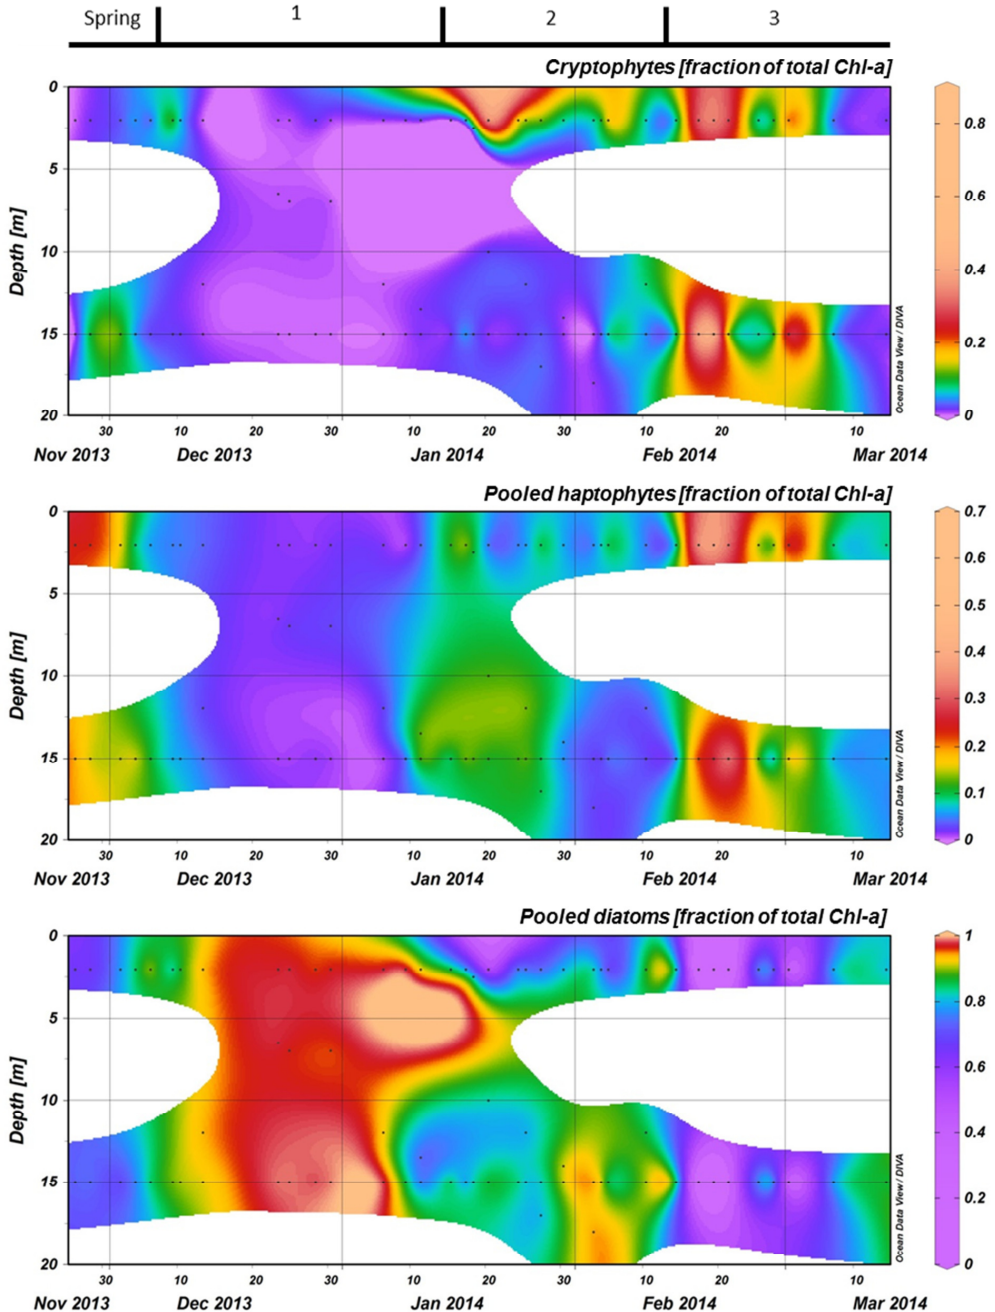 Spring 1 2 3
Cryptophytes [fraction of total Chl-a]
0
5
10
15
20
Depth [m]
30 10 20 10 20 30 10 20 10
Nov 2013 Dec 2013 Jan 2014 Feb 2014 Mar 2014
Ocean Data View / DIVA
0.8
0.6
0.4
0.2
0
Pooled haptophytes [fraction of total Chl-a]
0
5
10
15
20
Depth [m]
30 10 20 30 10 20 30 10 20 10
Nov 2013 Dec 2013 Jan 2014 Feb 2014 Mar 2014
Ocean Data View / DIVA
0.7
0.6
0.5
0.4
0.3
0.2
0.1
0
Pooled diatoms [fraction of total Chl-a]
0
5
10
15
20
Depth [m]
30 10 20 30 10 20 30 10 20 10
Nov 2013 Dec 2013 Jan 2014 Feb 2014 Mar 2014
Ocean Data View / DIVA
1
0.8
0.6
0.4
0.2
0